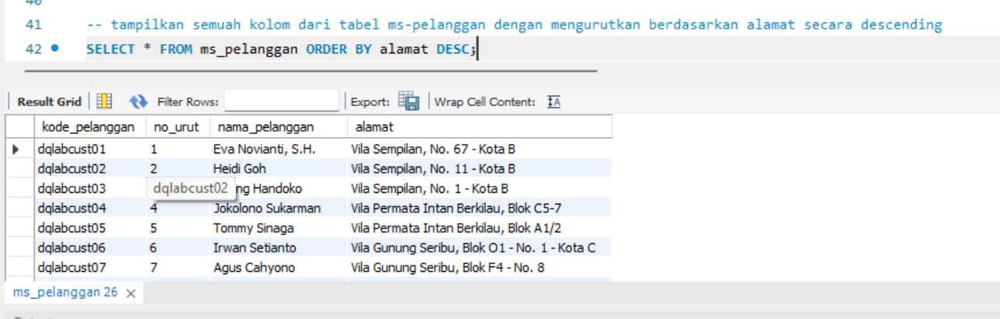 41 -- tampilkan semuah kolom dari tabel ms-pelanggan dengan mengurutkan berdasarkan alamat secara descending
42 SELECT * FROM ms_pelanggan ORDER BY alamat DESC;
Result Grid Filter Rows: Export: Wrap Cell Content: IA
kode_pelanggan no_urut nama_pelanggan alamat
dqlabcust01 1 Eva Novianti, S.H. Vila Sempilan, No. 67 - Kota B
dqlabcust02 2 Heidi Goh Vila Sempilan, No. 11 - Kota B
dqlabcust03 dqlabcust02 Handoko Vila Sempilan, No. 1 - Kota B
dqlabcust04 4 Jokolono Sukarman Vila Permata Intan Berkilau, Blok C5-7
dqlabcust05 5 Tommy Sinaga Vila Permata Intan Berkilau, Blok A1/2
dqlabcust06 6 Irwan Setianto Vila Gunung Seribu, Blok O1 - No. 1 - Kota C
dqlabcust07 7 Agus Cahyono Vila Gunung Seribu, Blok F4 - No. 8
ms_pelanggan 26